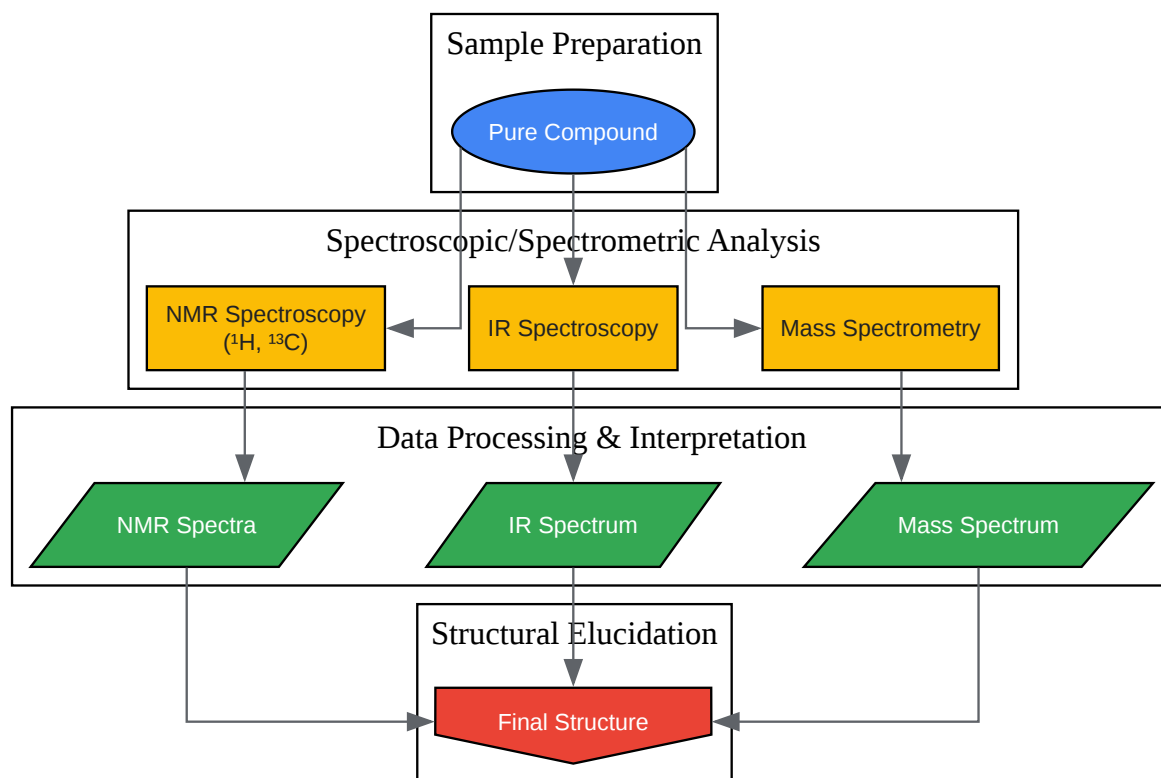 Sample Preparation
Pure Compound
Spectroscopic/Spectrometric Analysis
NMR Spectroscopy
(¹H, ¹³C)
IR Spectroscopy
Mass Spectrometry
Data Processing & Interpretation
NMR Spectra
IR Spectrum
Mass Spectrum
Structural Elucidation
Final Structure